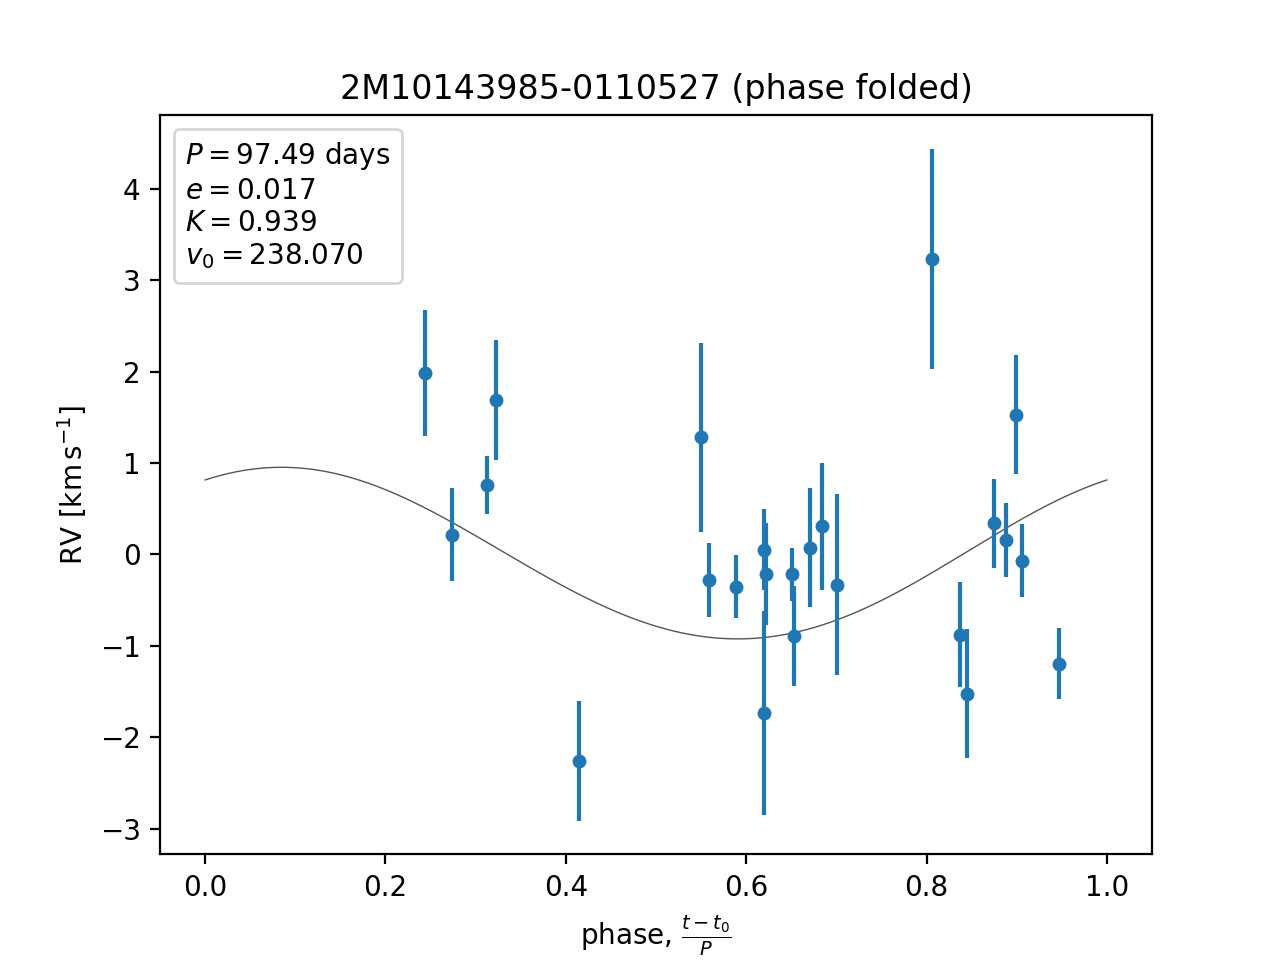 2M10143985-0110527 (phase folded)
P = 97.49 days
e = 0.017
K = 0.939
v₀ = 238.070
4
3
2
1
0
−1
−2
−3
RV [km s⁻¹]
0.0 0.2 0.4 0.6 0.8 1.0
phase, (t − t₀)/P